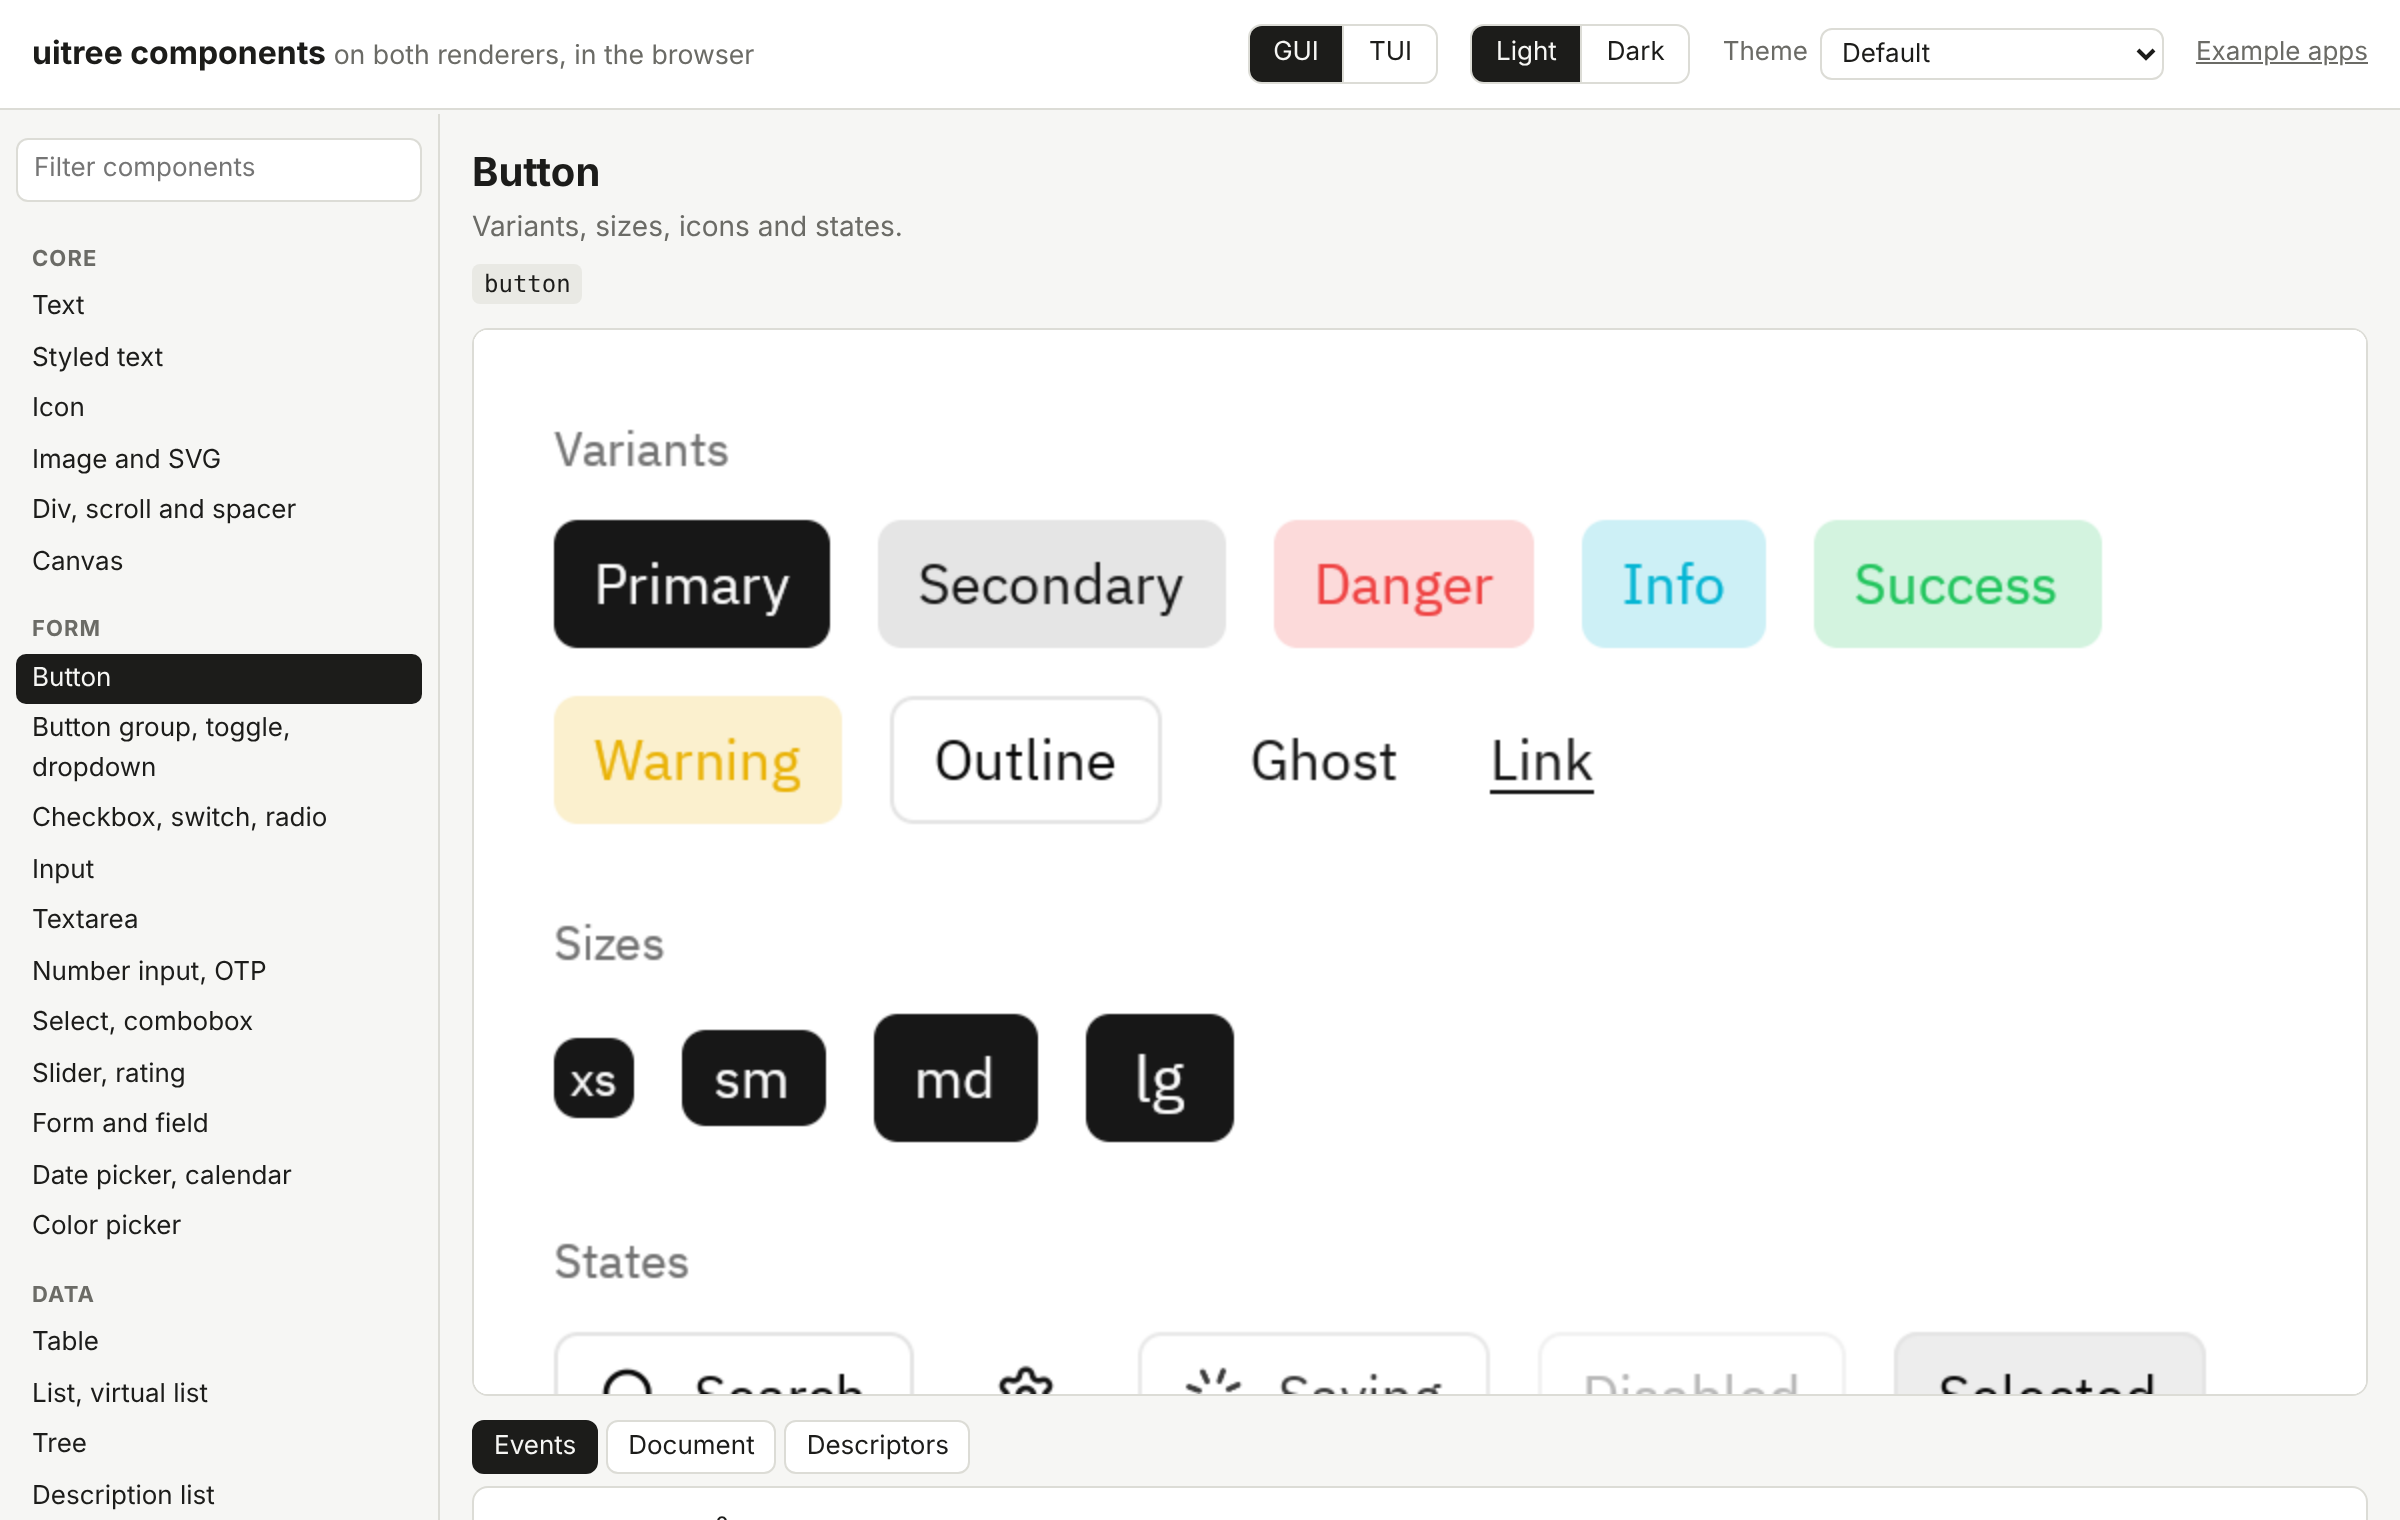 uitree components on both renderers, in the browser
GUI TUI Light Dark Theme Default Example apps
Filter components
CORE
Text
Styled text
Icon
Image and SVG
Div, scroll and spacer
Canvas
FORM
Button
Button group, toggle,
dropdown
Checkbox, switch, radio
Input
Textarea
Number input, OTP
Select, combobox
Slider, rating
Form and field
Date picker, calendar
Color picker
DATA
Table
List, virtual list
Tree
Description list
Button
Variants, sizes, icons and states.
button
Variants
Primary Secondary Danger Info Success
Warning Outline Ghost Link
Sizes
xs sm md lg
States
Search Saving Disabled Selected
Events Document Descriptors